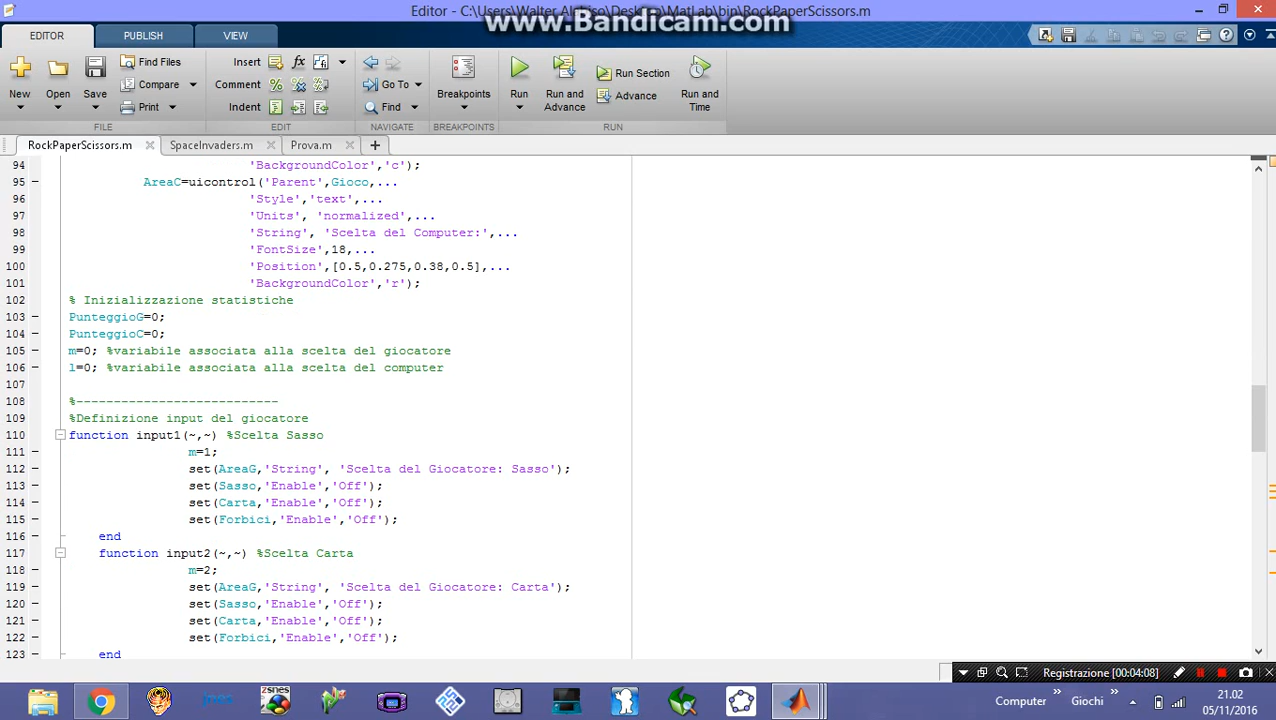 Editor - C:\Users\Walter Al\Desktop\MatLab\bin\RockPaperScissors.m
www.Bandicam.com
EDITOR PUBLISH VIEW
New Open Save Find Files Compare Print
Insert Comment Indent
Go To Find
Breakpoints
Run Run and Advance Run Section Advance Run and Time
FILE EDIT NAVIGATE BREAKPOINTS RUN
RockPaperScissors.m SpaceInvaders.m Prova.m
94 'BackgroundColor','c');
95 AreaC=uicontrol('Parent',Gioco,...
96 'Style','text',...
97 'Units', 'normalized',...
98 'String', 'Scelta del Computer:',...
99 'FontSize',18,...
100 'Position',[0.5,0.275,0.38,0.5],...
101 'BackgroundColor','r');
102 % Inizializzazione statistiche
103 PunteggioG=0;
104 PunteggioC=0;
105 m=0; %variabile associata alla scelta del giocatore
106 l=0; %variabile associata alla scelta del computer
107
108 %---------------------------
109 %Definizione input del giocatore
110 function input1(~,~) %Scelta Sasso
111 m=1;
112 set(AreaG,'String', 'Scelta del Giocatore: Sasso');
113 set(Sasso,'Enable','Off');
114 set(Carta,'Enable','Off');
115 set(Forbici,'Enable','Off');
116 end
117 function input2(~,~) %Scelta Carta
118 m=2;
119 set(AreaG,'String', 'Scelta del Giocatore: Carta');
120 set(Sasso,'Enable','Off');
121 set(Carta,'Enable','Off');
122 set(Forbici,'Enable','Off');
123 end
Registrazione [00:04:08]
Computer » Giochi »
21.02
05/11/2016